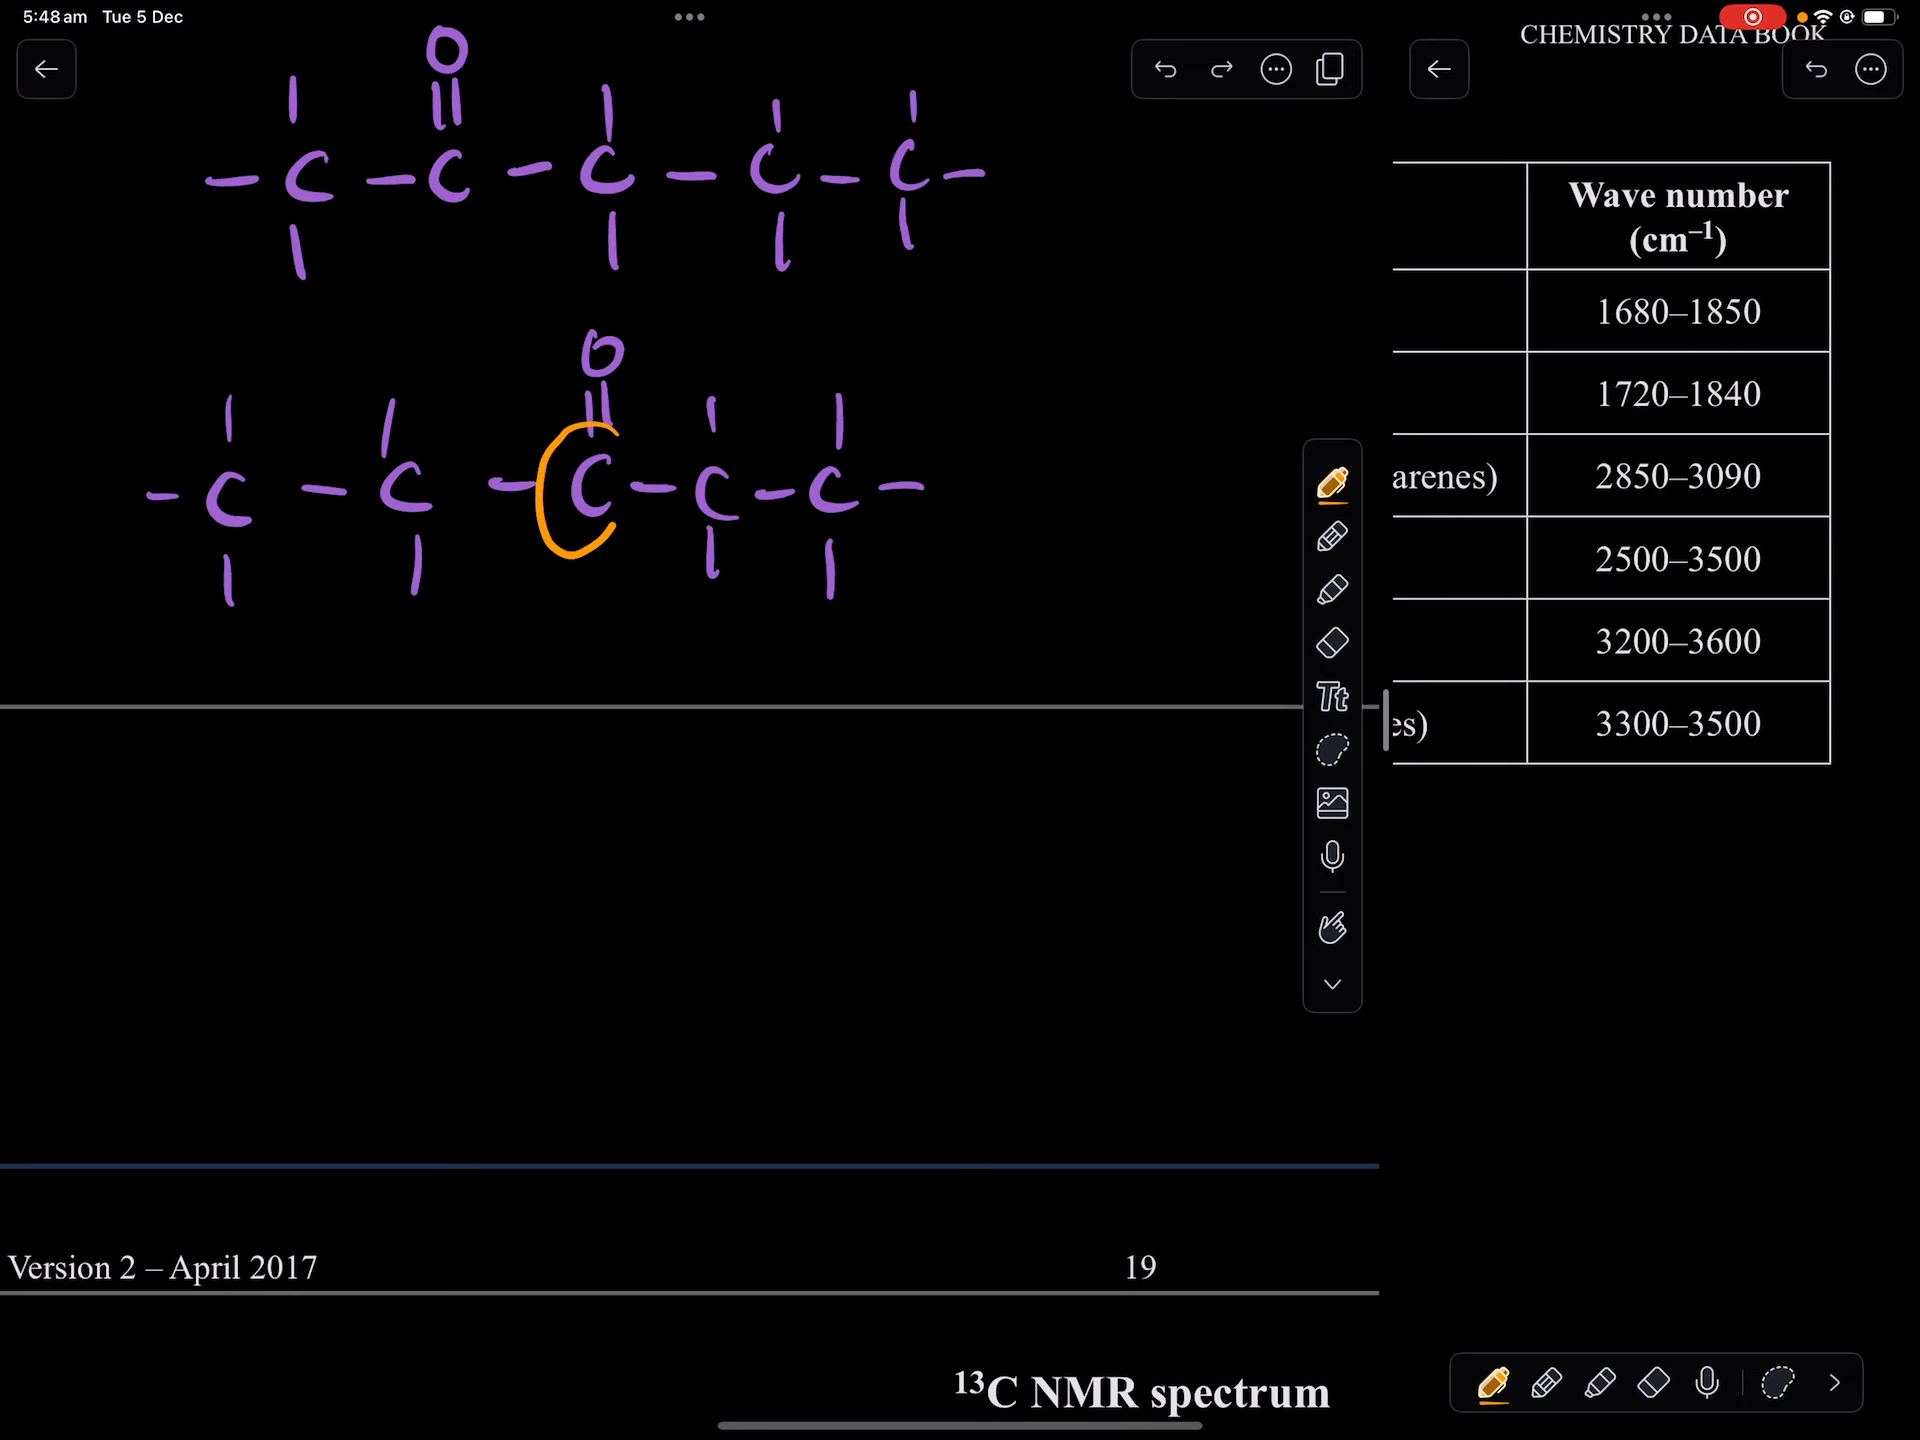 5:48 am Tue 5 Dec
CHEMISTRY DATA BOOK
O
C C C C C
O
C C C C C
Wave number
(cm⁻¹)
1680–1850
1720–1840
arenes) 2850–3090
2500–3500
3200–3600
es) 3300–3500
Tt
Version 2 – April 2017 19
¹³C NMR spectrum